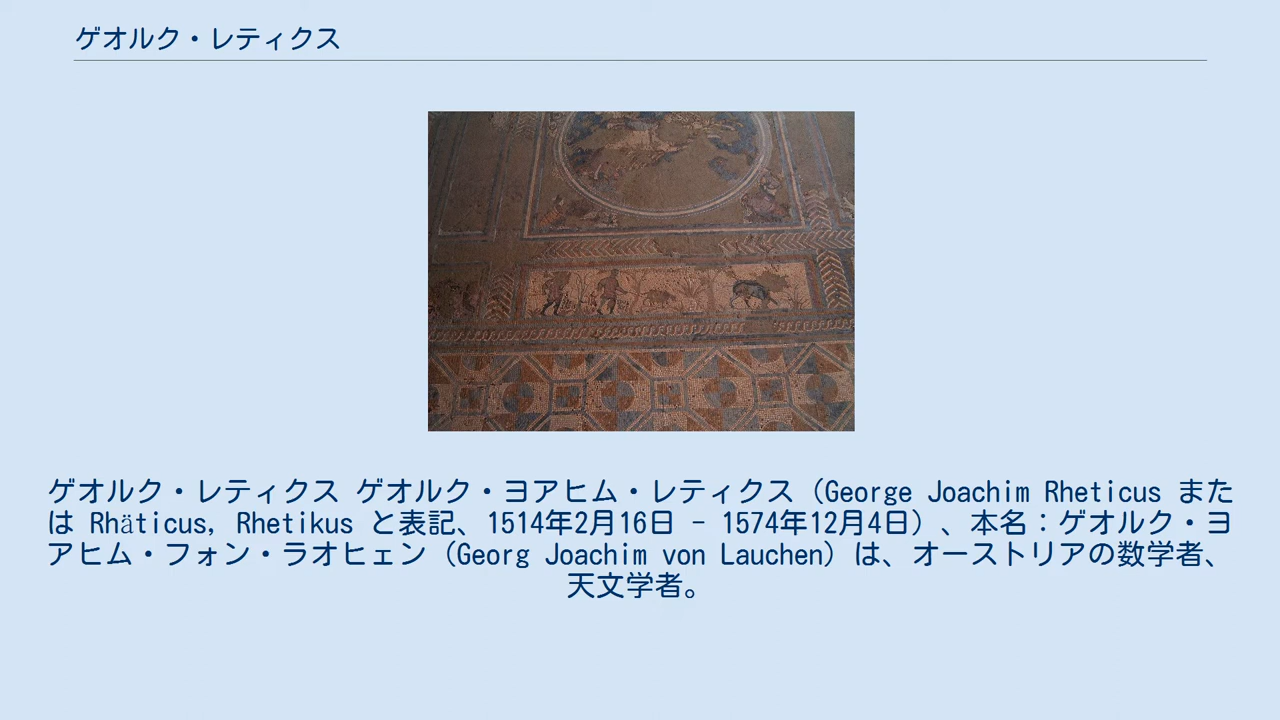 ゲオルク・レティクス
ゲオルク・レティクス ゲオルク・ヨアヒム・レティクス（George Joachim Rheticus また
は Rhäticus, Rhetikus と表記、1514年2月16日 - 1574年12月4日）、本名：ゲオルク・ヨ
アヒム・フォン・ラオヒェン（Georg Joachim von Lauchen）は、オーストリアの数学者、
天文学者。